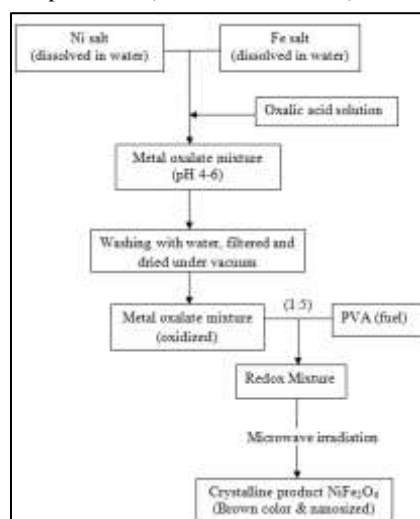 Ni salt
(dissolved in water)
Fe salt
(dissolved in water)
Oxalic acid solution
Metal oxalate mixture
(pH 4-6)
Washing with water, filtered and
dried under vacuum
Metal oxalate mixture
(oxidized)
(1:5)
PVA (fuel)
Redox Mixture
Microwave irradiation
Crystalline product NiFe₂O₄
(Brown color & nanosized)